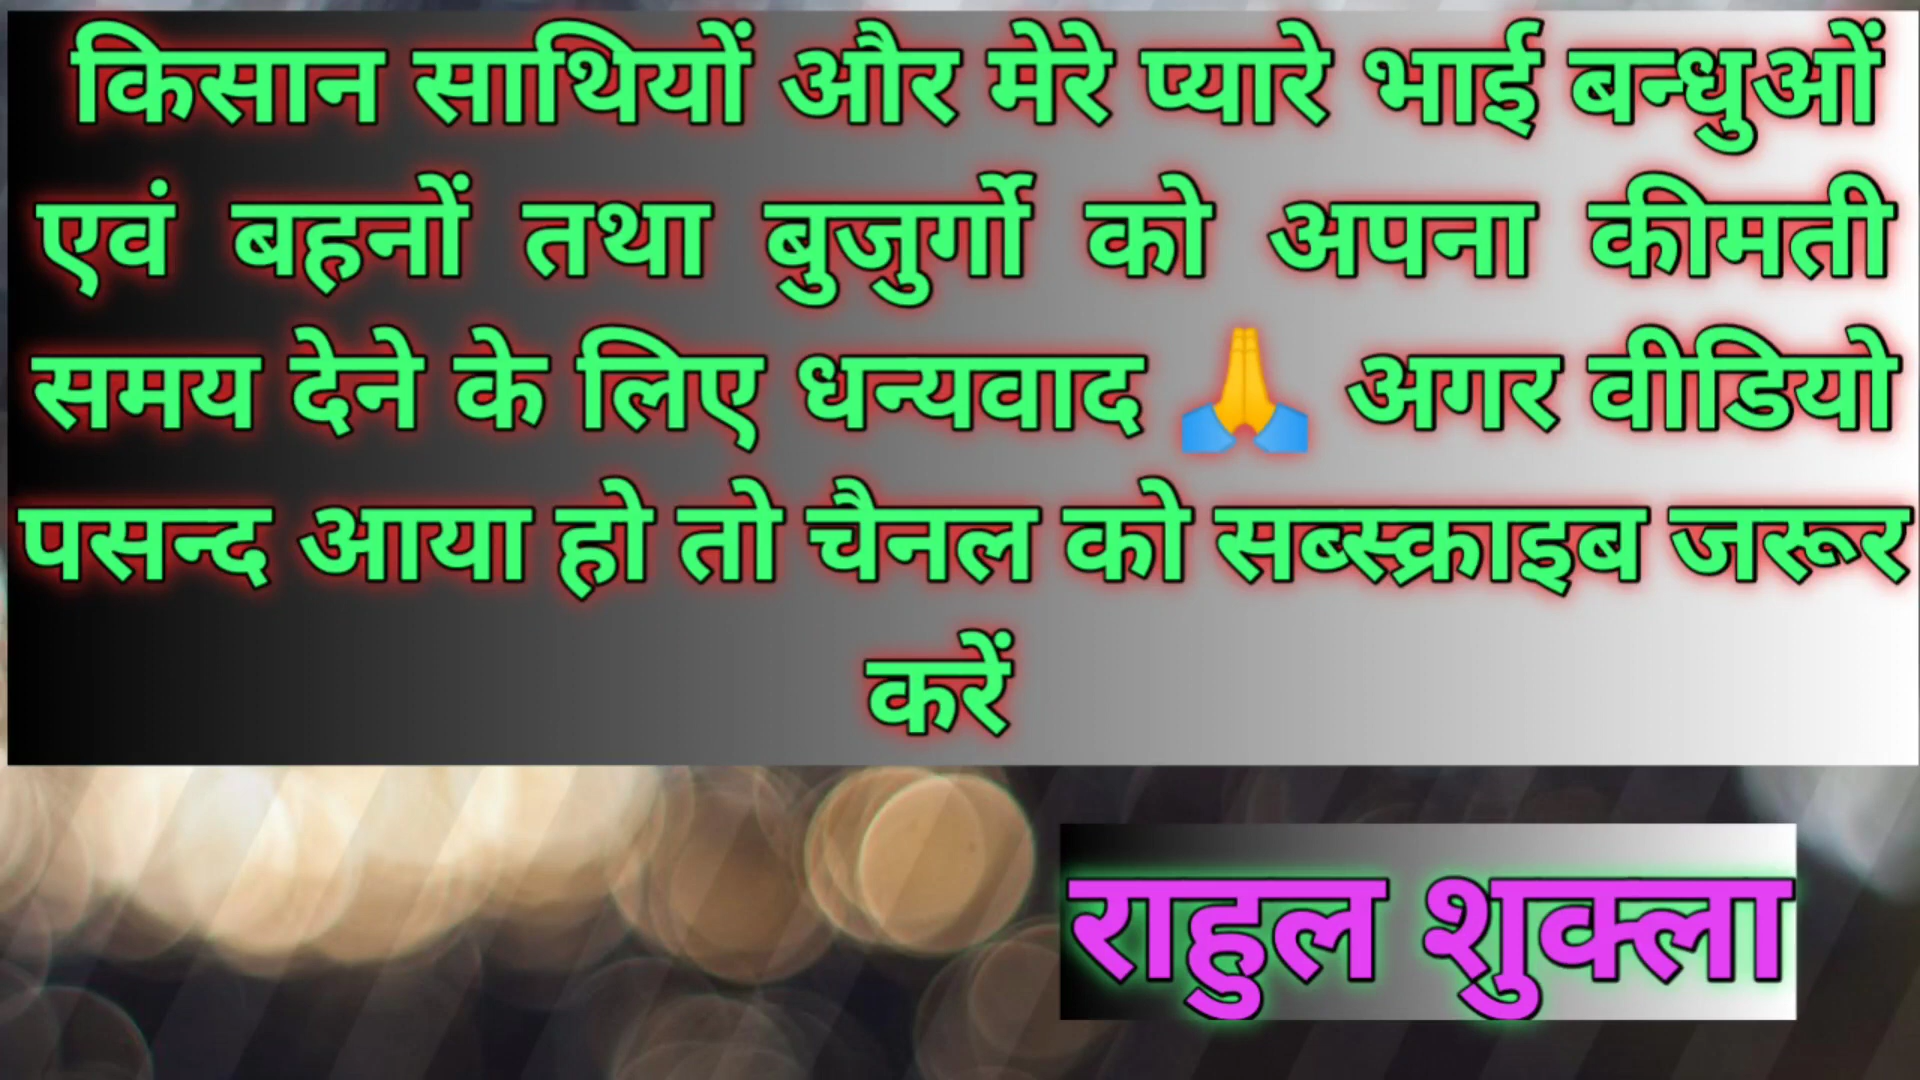 किसान साथियों और मेरे प्यारे भाई बन्धुओं
एवं बहनों तथा बुजुर्गो को अपना कीमती
समय देने के लिए धन्यवाद 🙏 अगर वीडियो
पसन्द आया हो तो चैनल को सब्स्क्राइब जरूर
करें
राहुल शुक्ला